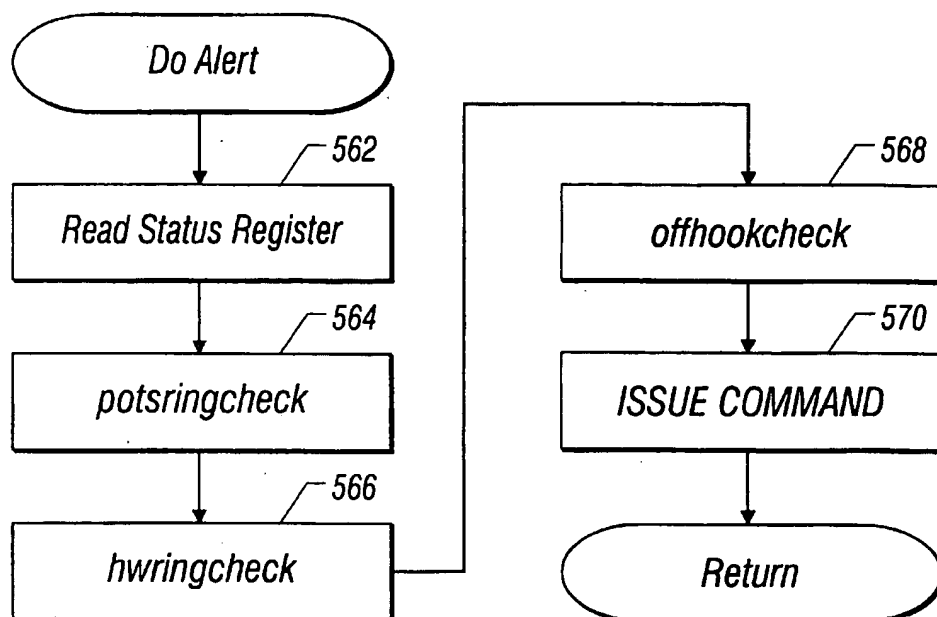 Do Alert
562
Read Status Register
564
potsringcheck
566
hwringcheck
568
offhookcheck
570
ISSUE COMMAND
Return